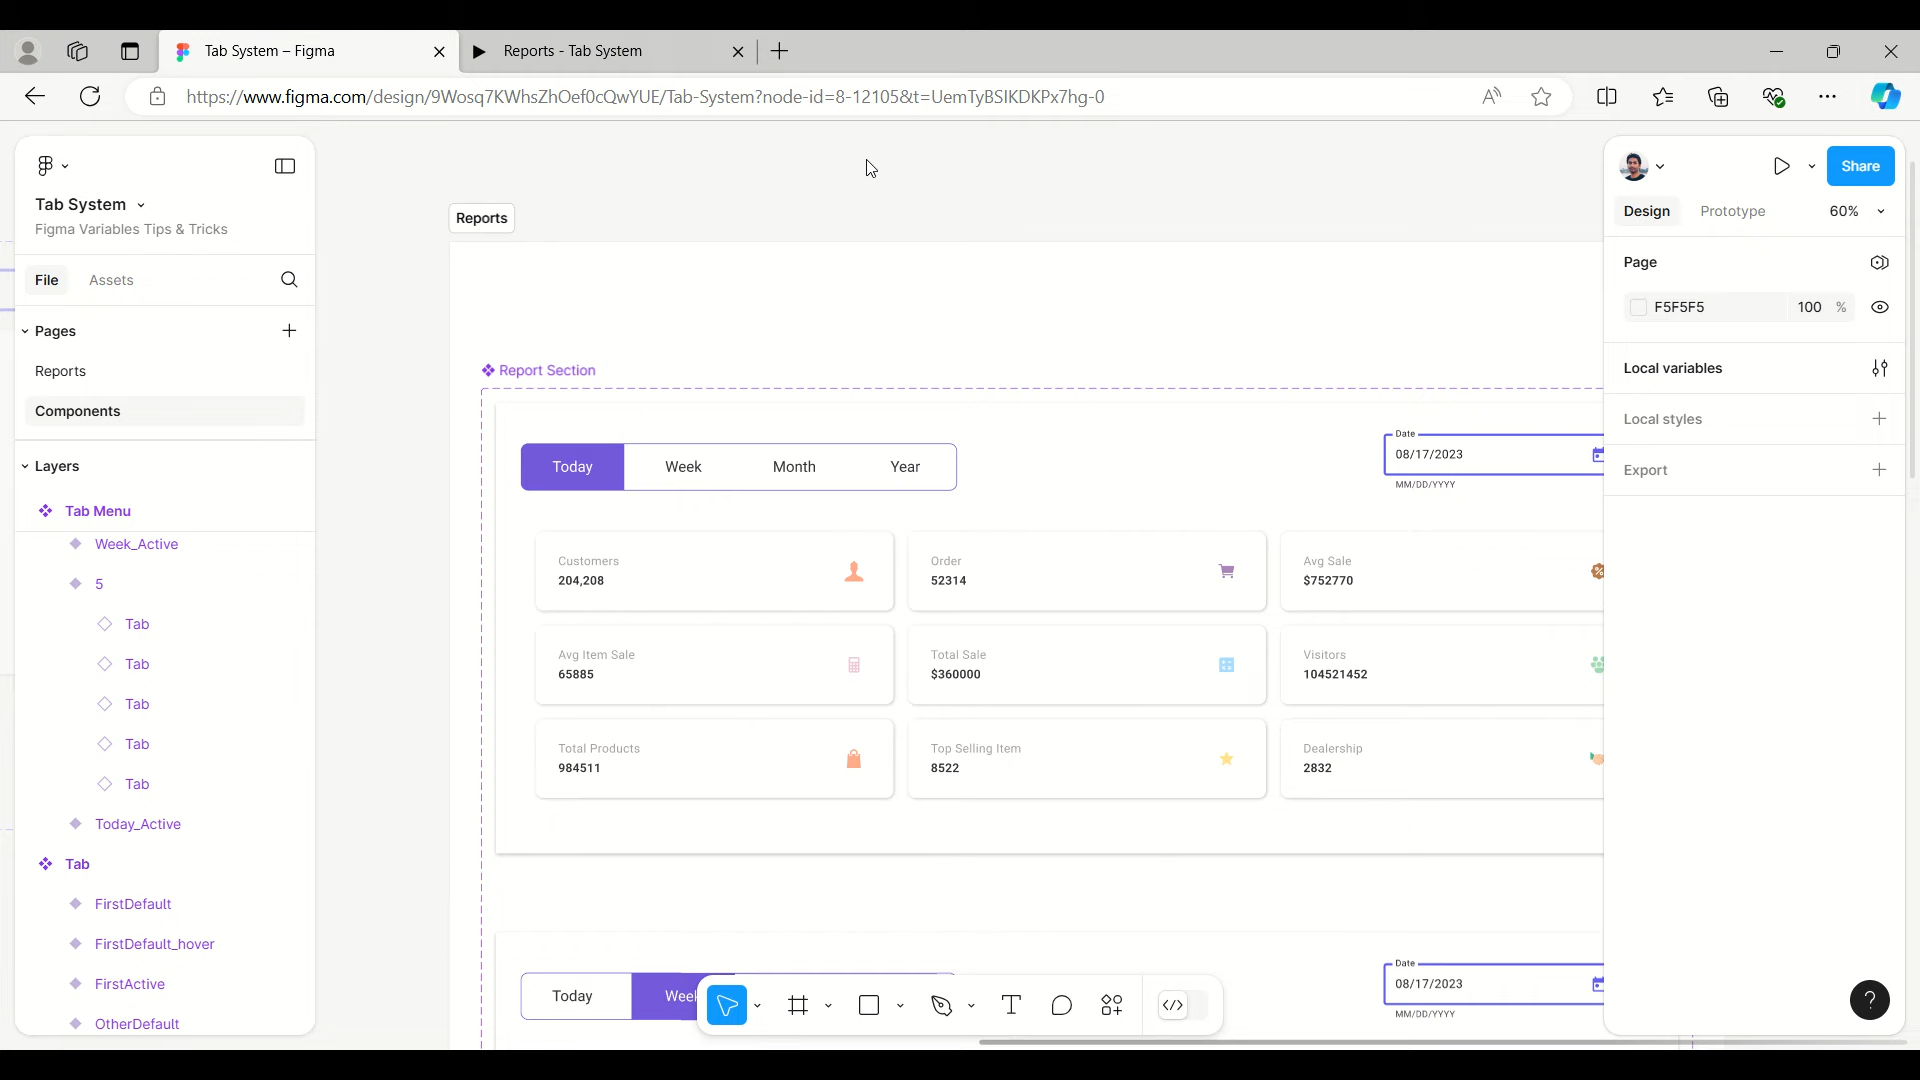 Tab System – Figma
Reports - Tab System
https://www.figma.com/design/9Wosq7KWhsZhOef0cQwYUE/Tab-System?node-id=8-12105&t=UemTyBSIKDKPx7hg-0
Tab System
Figma Variables Tips & Tricks
File Assets
Pages
Reports
Components
Layers
Tab Menu
Week_Active
5
Tab
Tab
Tab
Tab
Tab
Today_Active
Tab
FirstDefault
FirstDefault_hover
FirstActive
OtherDefault
Reports
Report Section
Today Week Month Year
Date
08/17/2023
MM/DD/YYYY
Customers
204,208
Order
52314
Avg Sale
$752770
Avg Item Sale
65885
Total Sale
$360000
Visitors
104521452
Total Products
984511
Top Selling Item
8522
Dealership
2832
Today Week
Date
08/17/2023
MM/DD/YYYY
Share
Design Prototype 60%
Page
F5F5F5 100 %
Local variables
Local styles
Export